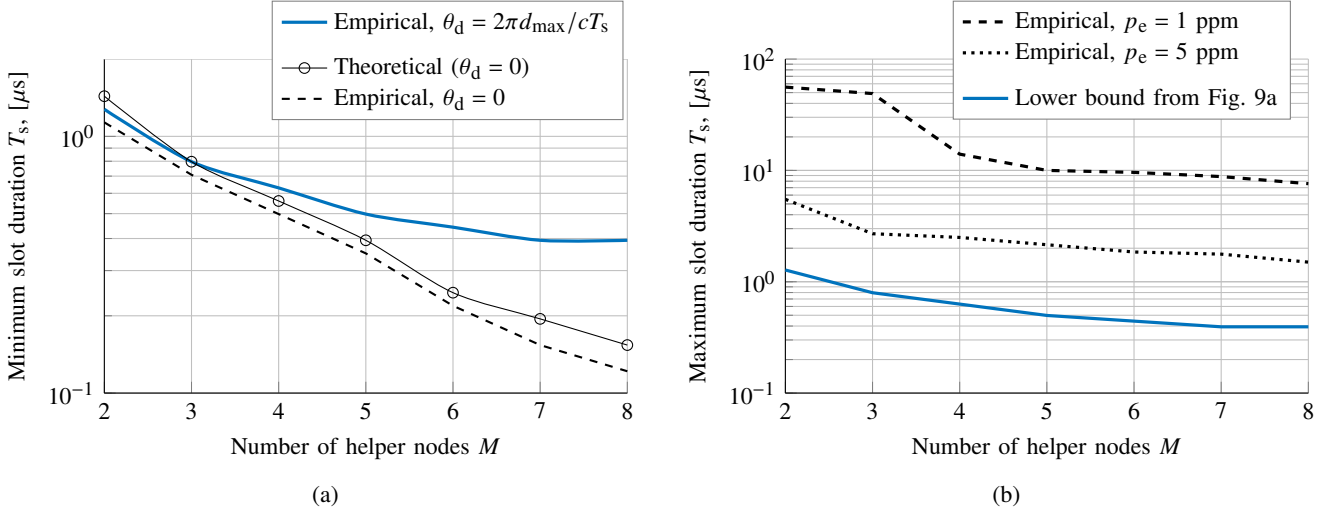 Empirical, θd = 2πdmax/cTs
Theoretical (θd = 0)
Empirical, θd = 0
Minimum slot duration Ts, [μs]
10^0
10^−1
2 3 4 5 6 7 8
Number of helper nodes M
(a)
Empirical, pe = 1 ppm
Empirical, pe = 5 ppm
Lower bound from Fig. 9a
Maximum slot duration Ts, [μs]
10^2
10^1
10^0
10^−1
2 3 4 5 6 7 8
Number of helper nodes M
(b)